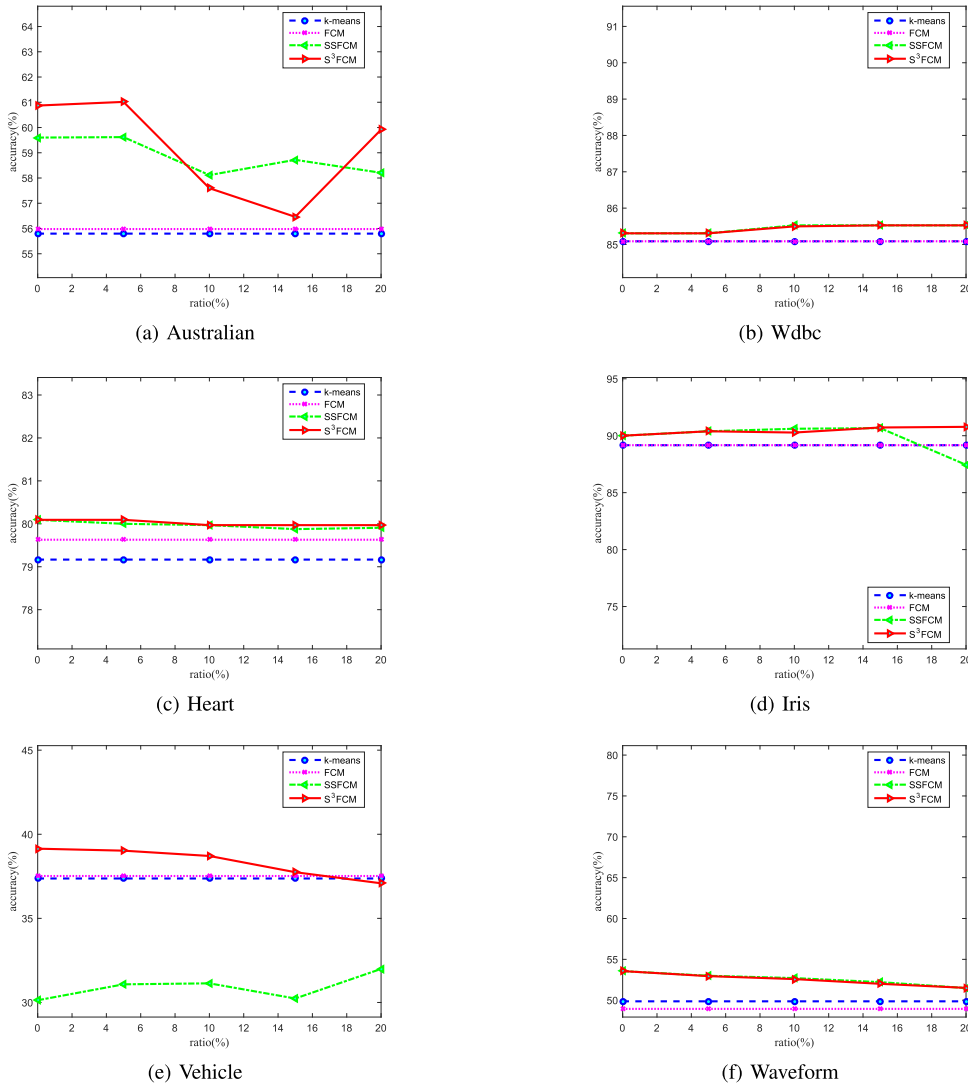 64
63
62
61
60
59
58
57
56
55
accuracy(%)
k-means
FCM
SSFCM
S³FCM
0 2 4 6 8 10 12 14 16 18 20
ratio(%)
(a) Australian
91
90
89
88
87
86
85
accuracy(%)
k-means
FCM
SSFCM
S³FCM
0 2 4 6 8 10 12 14 16 18 20
ratio(%)
(b) Wdbc
83
82
81
80
79
78
accuracy(%)
k-means
FCM
SSFCM
S³FCM
0 2 4 6 8 10 12 14 16 18 20
ratio(%)
(c) Heart
95
90
85
80
75
accuracy(%)
k-means
FCM
SSFCM
S³FCM
0 2 4 6 8 10 12 14 16 18 20
ratio(%)
(d) Iris
45
40
35
30
accuracy(%)
k-means
FCM
SSFCM
S³FCM
0 2 4 6 8 10 12 14 16 18 20
ratio(%)
(e) Vehicle
80
75
70
65
60
55
50
accuracy(%)
k-means
FCM
SSFCM
S³FCM
0 2 4 6 8 10 12 14 16 18 20
ratio(%)
(f) Waveform